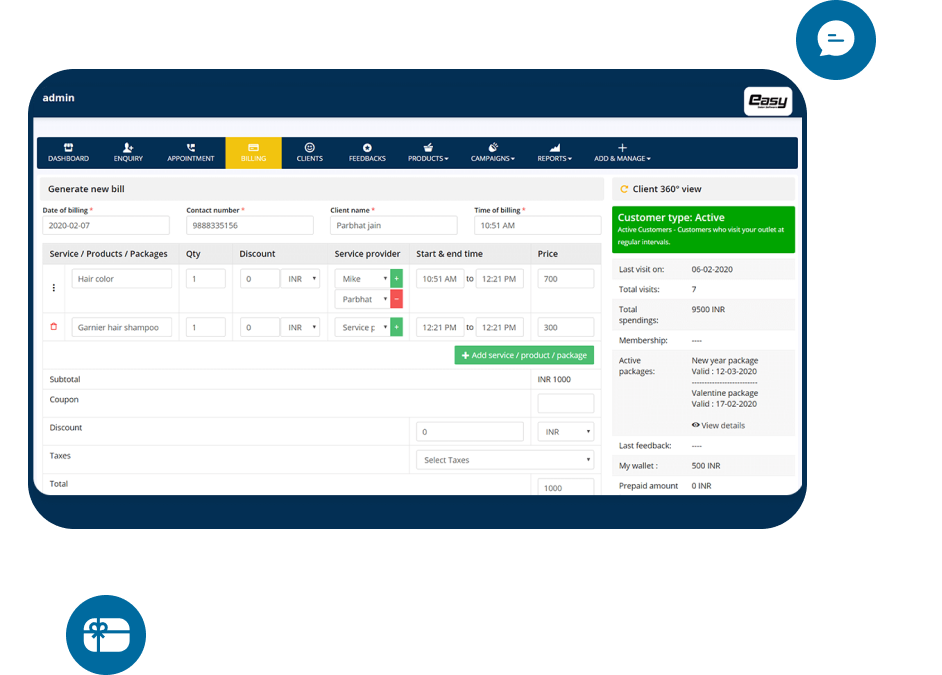 admin
easy
DASHBOARD ENQUIRY APPOINTMENT BILLING CLIENTS FEEDBACKS PRODUCTS CAMPAIGNS REPORTS ADD & MANAGE
Generate new bill
Date of billing * Contact number * Client name * Time of billing *
2020-02-07 9888335156 Parbhat jain 10:51 AM
Service / Products / Packages Qty Discount Service provider Start & end time Price
Hair color 1 0 INR Mike + 10:51 AM to 12:21 PM 700
Parbhat −
Garnier hair shampoo 1 0 INR Service p + 12:21 PM to 12:21 PM 300
+ Add service / product / package
Subtotal INR 1000
Coupon
Discount 0 INR
Taxes Select Taxes
Total 1000
Client 360° view
Customer type: Active
Active Customers - Customers who visit your outlet at
regular intervals.
Last visit on: 06-02-2020
Total visits: 7
Total 9500 INR
spendings:
Membership: ----
Active New year package
packages: Valid : 12-03-2020
-------------------------
Valentine package
Valid : 17-02-2020
View details
Last feedback: ----
My wallet : 500 INR
Prepaid amount 0 INR